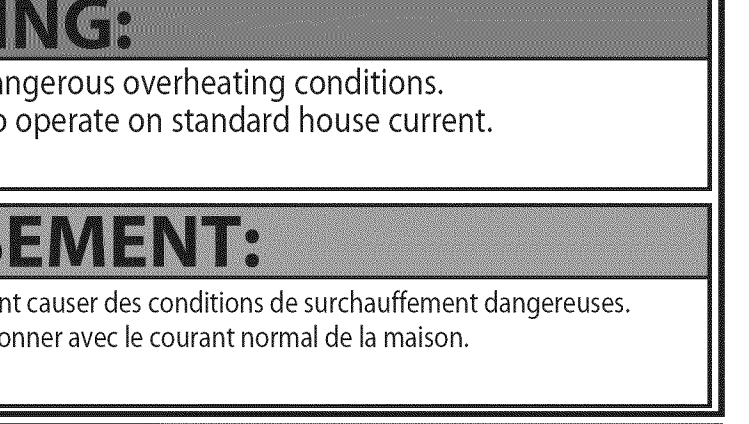 ING:
angerous overheating conditions.
o operate on standard house current.
SEMENT:
nt causer des conditions de surchauffement dangereuses.
onner avec le courant normal de la maison.